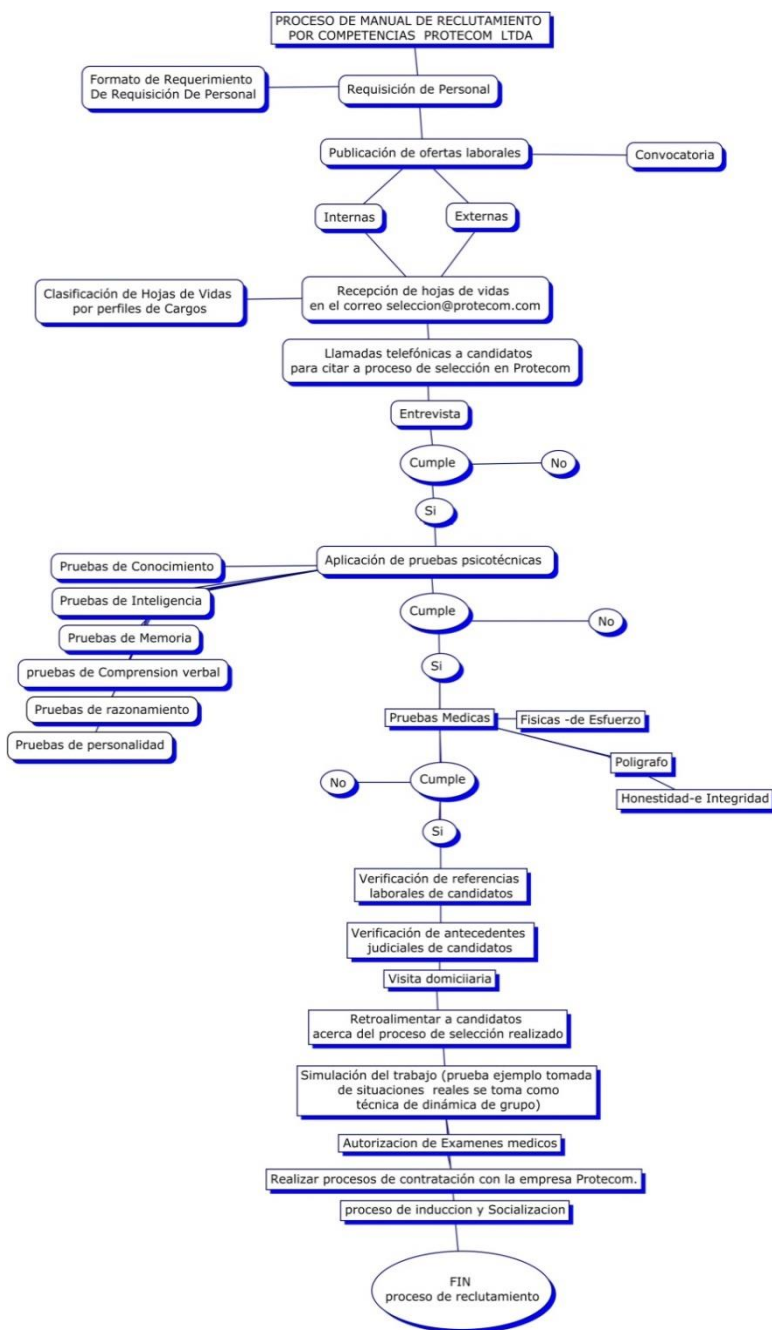 PROCESO DE MANUAL DE RECLUTAMIENTO
POR COMPETENCIAS PROTECOM LTDA
Formato de Requerimiento
De Requisición De Personal
Requisición de Personal
Publicación de ofertas laborales
Convocatoria
Internas
Externas
Clasificación de Hojas de Vidas
por perfiles de Cargos
Recepción de hojas de vidas
en el correo seleccion@protecom.com
Llamadas telefónicas a candidatos
para citar a proceso de selección en Protecom
Entrevista
Cumple
No
Si
Aplicación de pruebas psicotécnicas
Pruebas de Conocimiento
Pruebas de Inteligencia
Pruebas de Memoria
pruebas de Comprension verbal
Pruebas de razonamiento
Pruebas de personalidad
Cumple
No
Si
Pruebas Medicas
Fisicas -de Esfuerzo
Poligrafo
Honestidad-e Integridad
No
Cumple
Si
Verificación de referencias
laborales de candidatos
Verificación de antecedentes
judiciales de candidatos
Visita domiciiaria
Retroalimentar a candidatos
acerca del proceso de selección realizado
Simulación del trabajo (prueba ejemplo tomada
de situaciones reales se toma como
técnica de dinámica de grupo)
Autorizacion de Examenes medicos
Realizar procesos de contratación con la empresa Protecom.
proceso de induccion y Socializacion
FIN
proceso de reclutamiento